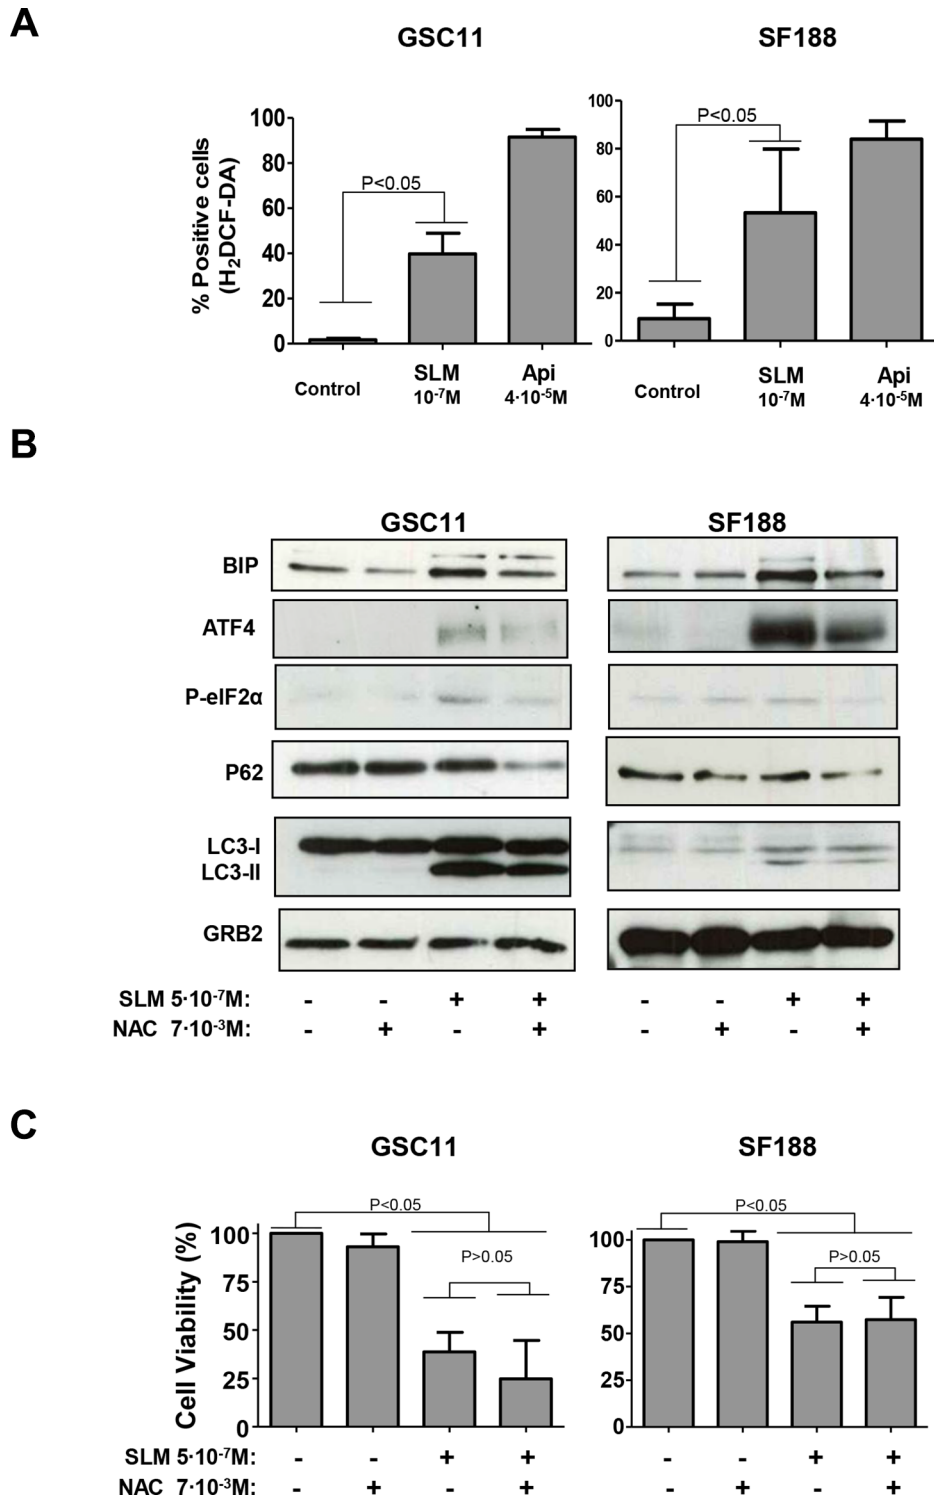 A
GSC11 SF188
% Positive cells
(H₂DCF-DA)
100
80
60
40
20
0
P<0.05
Control
SLM
10⁻⁷M
Api
4·10⁻⁵M
100
80
60
40
20
0
P<0.05
Control
SLM
10⁻⁷M
Api
4·10⁻⁵M
B
GSC11 SF188
BIP
ATF4
P-eIF2α
P62
LC3-I
LC3-II
GRB2
SLM 5·10⁻⁷M: - - + + - - + +
NAC 7·10⁻³M: - + - + - + - +
C
GSC11 SF188
Cell Viability (%)
100
75
50
25
0
P<0.05
P>0.05
100
75
50
25
0
P<0.05
P>0.05
SLM 5·10⁻⁷M: - - + + - - + +
NAC 7·10⁻³M: - + - + - + - +